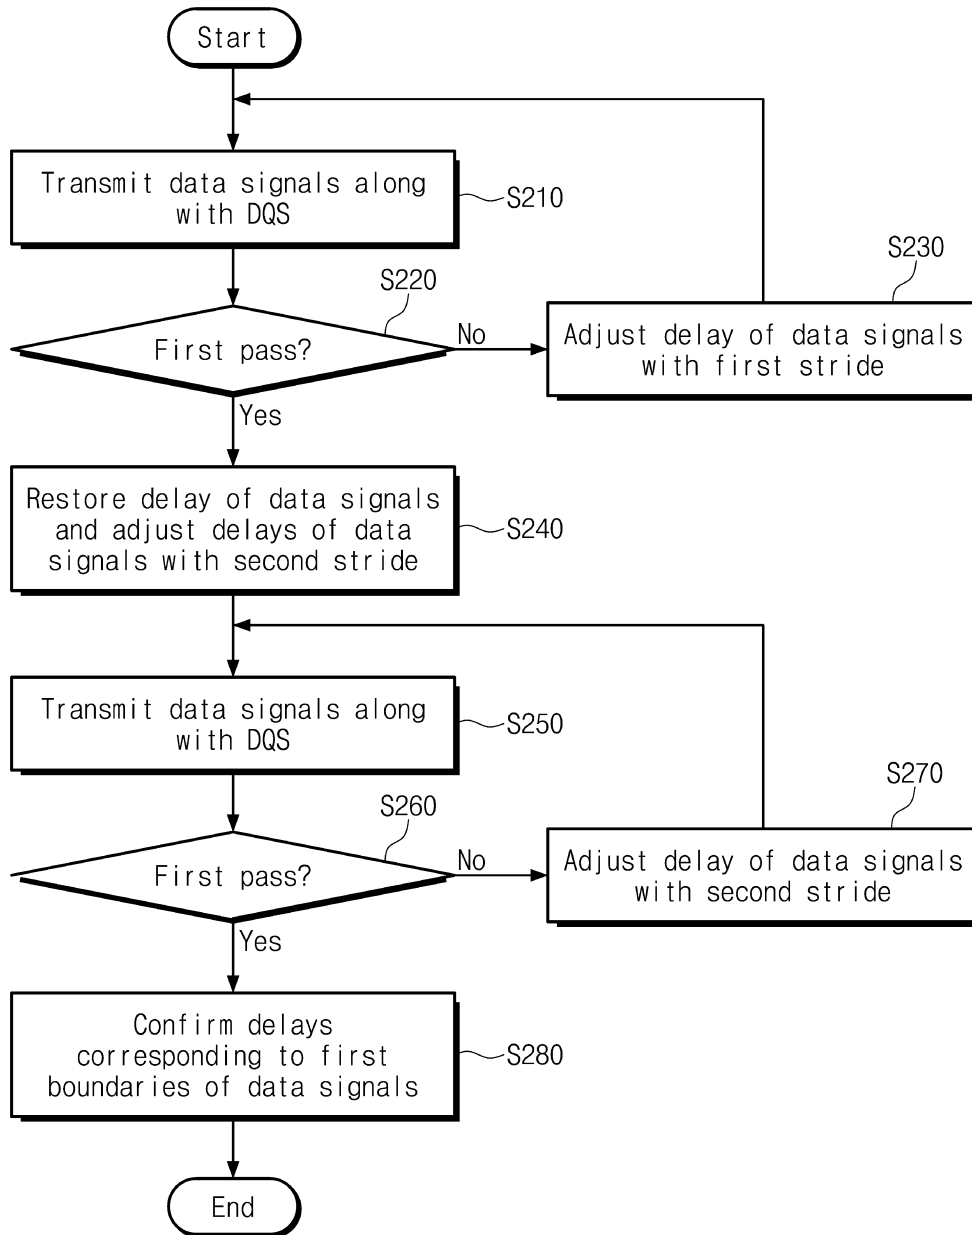 Start
Transmit data signals along
with DQS
S210
S220
First pass?
No
S230
Adjust delay of data signals
with first stride
Yes
Restore delay of data signals
and adjust delays of data
signals with second stride
S240
Transmit data signals along
with DQS
S250
S260
First pass?
No
S270
Adjust delay of data signals
with second stride
Yes
Confirm delays
corresponding to first
boundaries of data signals
S280
End